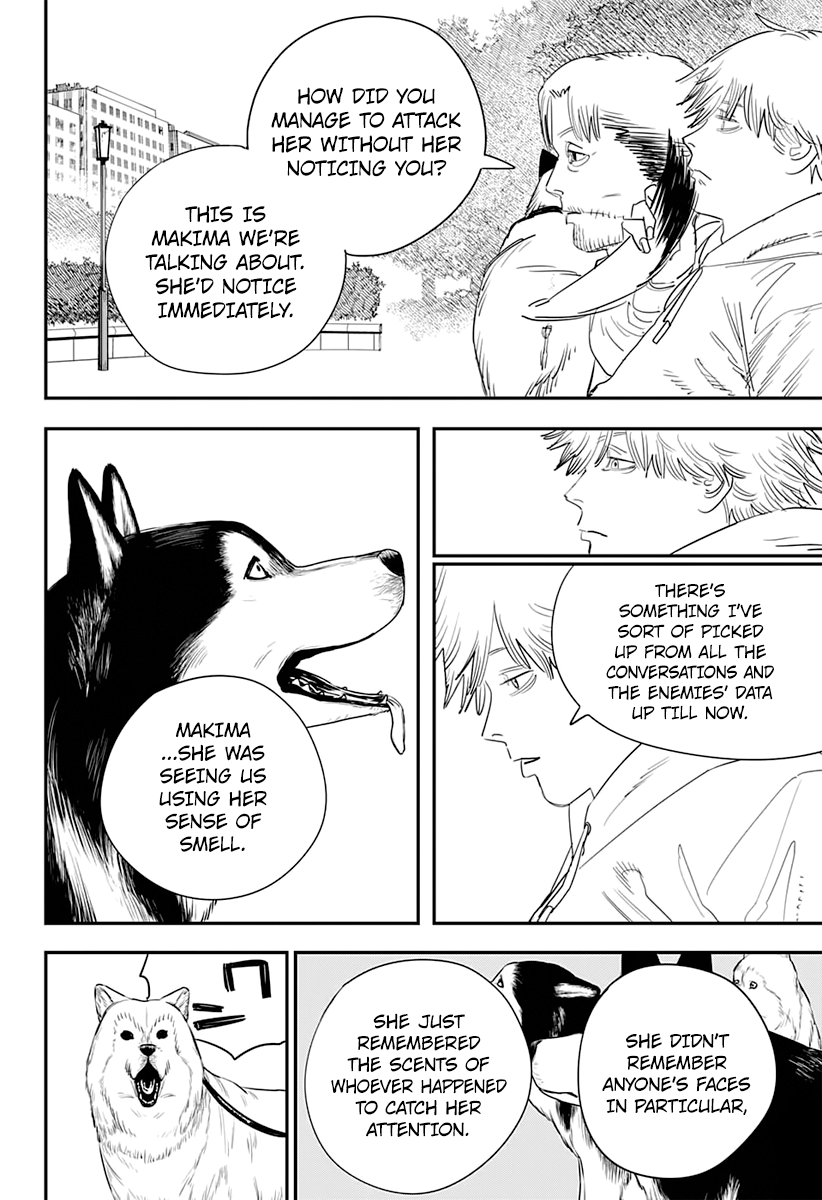 HOW DID YOU
MANAGE TO ATTACK
HER WITHOUT HER
NOTICING YOU?
THIS IS
MAKIMA WE'RE
TALKING ABOUT.
SHE'D NOTICE
IMMEDIATELY.
THERE'S
SOMETHING I'VE
SORT OF PICKED
UP FROM ALL THE
CONVERSATIONS AND
THE ENEMIES' DATA
UP TILL NOW.
MAKIMA
...SHE WAS
SEEING US
USING HER
SENSE OF
SMELL.
SHE DIDN'T
REMEMBER
ANYONE'S FACES
IN PARTICULAR,
SHE JUST
REMEMBERED
THE SCENTS OF
WHOEVER HAPPENED
TO CATCH HER
ATTENTION.
ワ